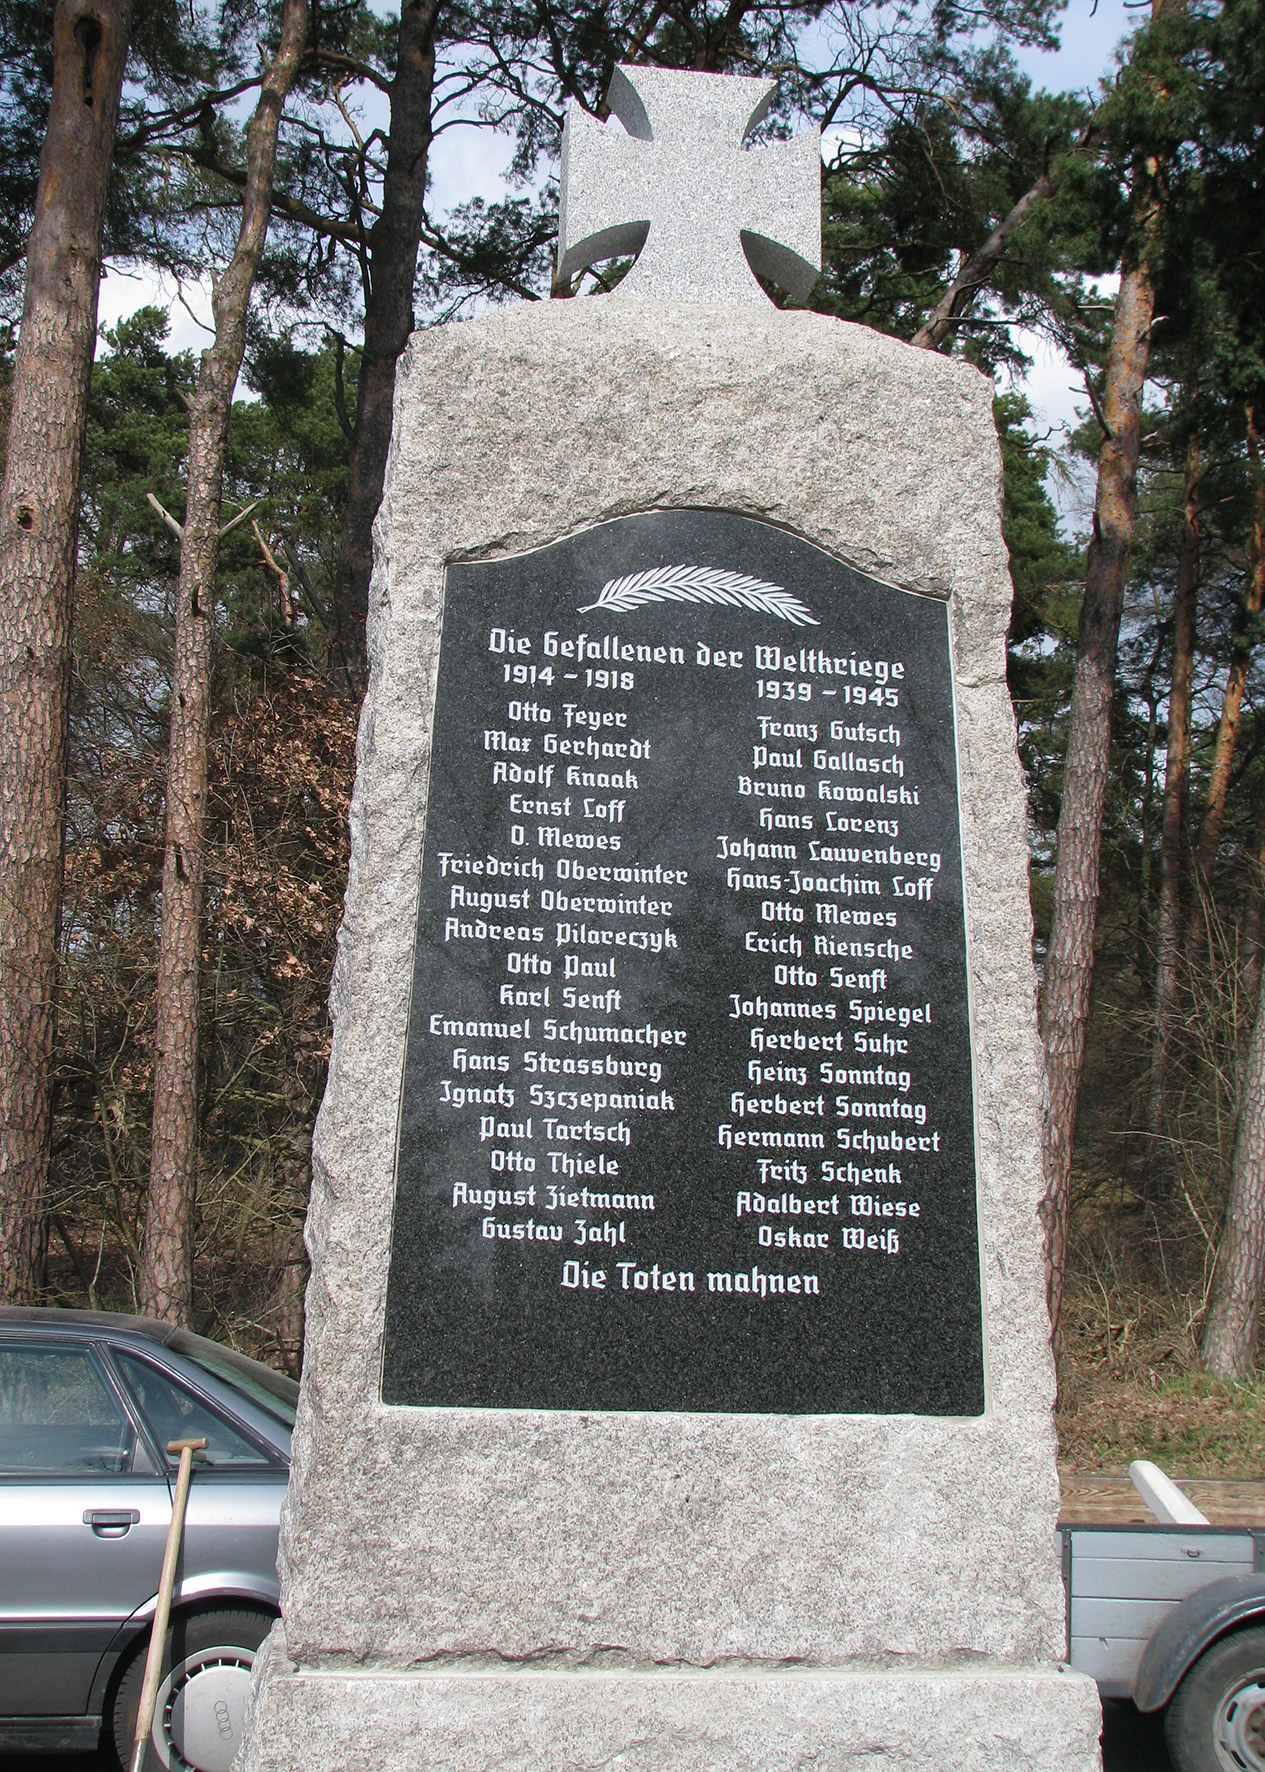 Die Gefallenen der Weltkriege
1914 – 1918
Otto Feyer
Max Gerhardt
Adolf Knaak
Ernst Loff
O. Mewes
Friedrich Oberwinter
August Oberwinter
Andreas Pilareczyk
Otto Paul
Karl Senft
Emanuel Schumacher
Hans Strassburg
Ignatz Szczepaniak
Paul Tartsch
Otto Thiele
August Zietmann
Gustav Zahl
1939 – 1945
Franz Gutsch
Paul Gallasch
Bruno Kowalski
Hans Lorenz
Johann Lauvenberg
Hans-Joachim Loff
Otto Mewes
Erich Riensche
Otto Senft
Johannes Spiegel
Herbert Suhr
Heinz Sonntag
Herbert Sonntag
Hermann Schubert
Fritz Schenk
Adalbert Wiese
Oskar Weiß
Die Toten mahnen